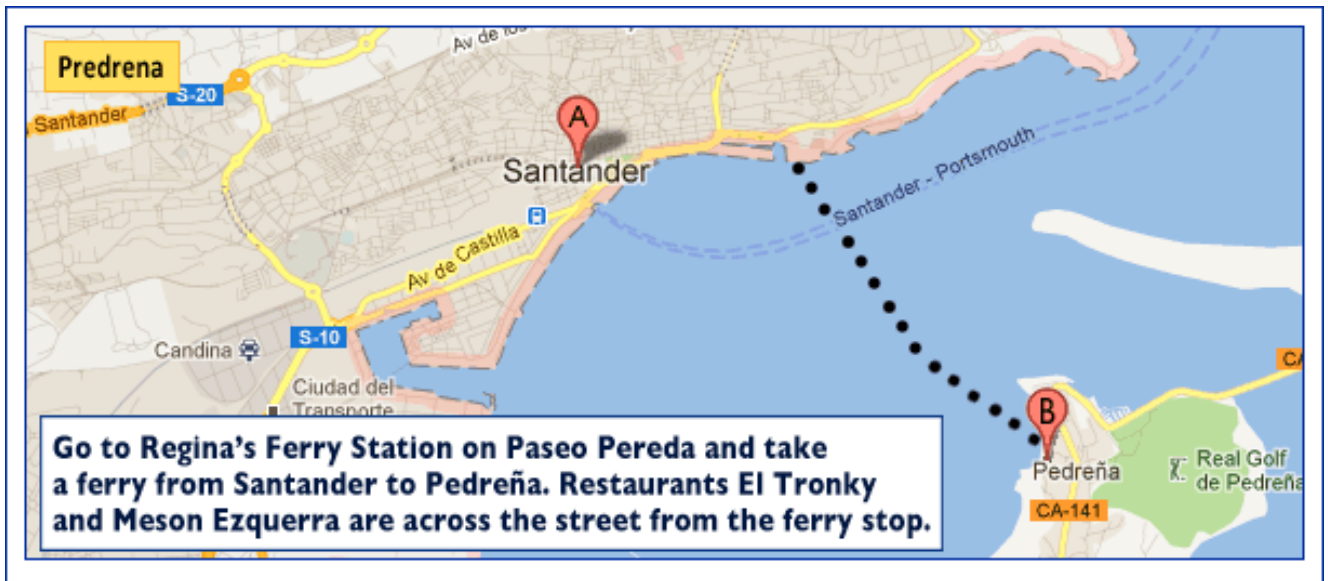 Predrena
Av de los
S-20
Santander
A
Santander
Santander - Portsmouth
Av de Castilla
S-10
Candina
Ciudad del
Transporte
CA
B
Pedreña
Real Golf
de Pedreña
CA-141
Go to Regina's Ferry Station on Paseo Pereda and take
a ferry from Santander to Pedreña. Restaurants El Tronky
and Meson Ezquerra are across the street from the ferry stop.